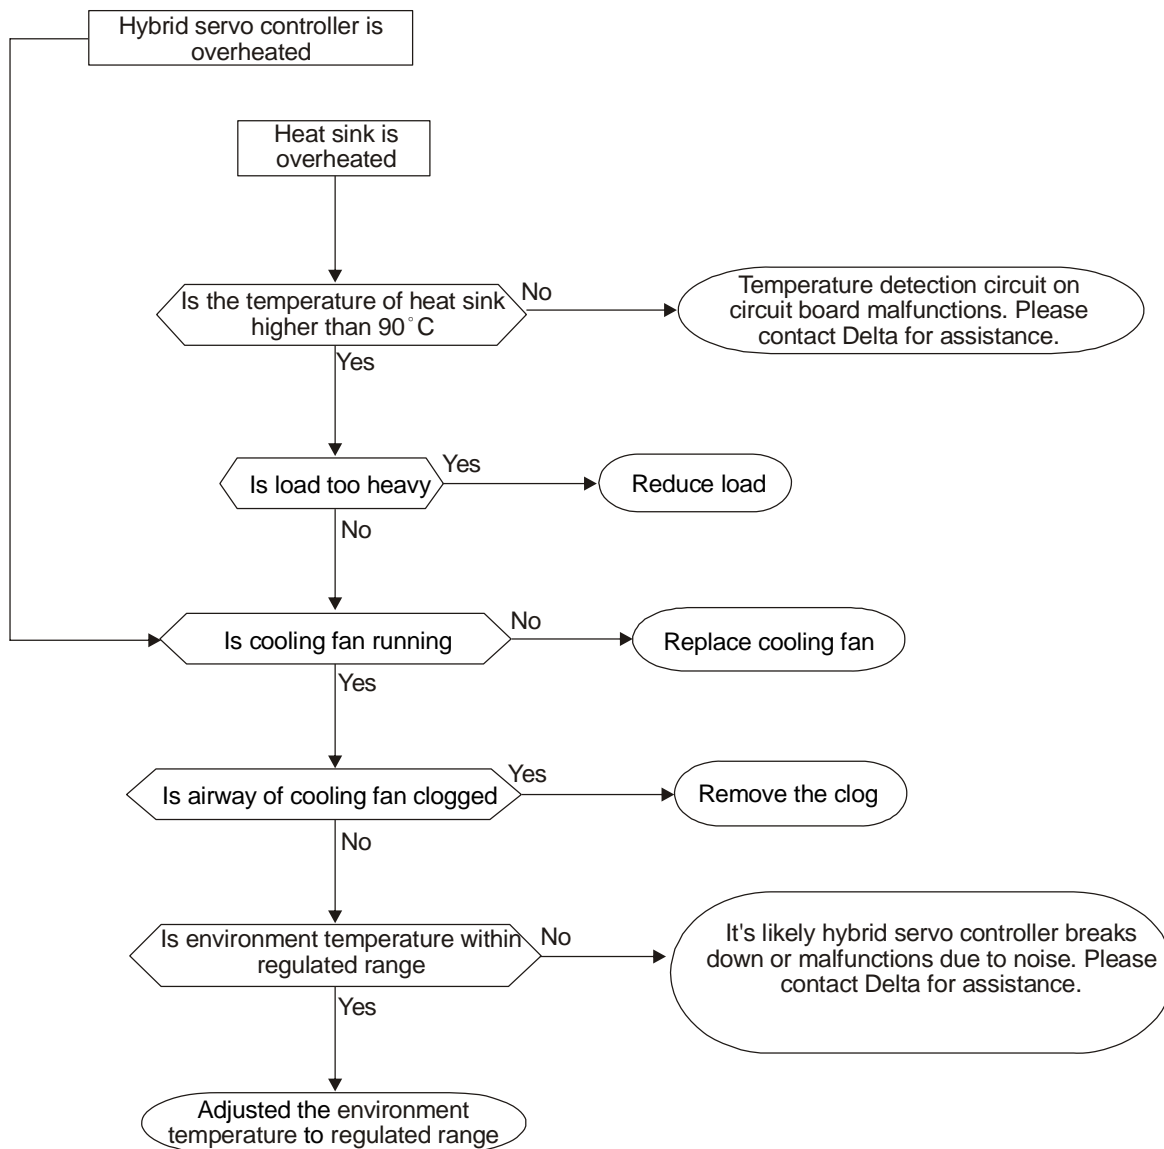 Hybrid servo controller is
overheated
Heat sink is
overheated
Is the temperature of heat sink
higher than 90°C
No
Temperature detection circuit on
circuit board malfunctions. Please
contact Delta for assistance.
Yes
Is load too heavy
Yes
Reduce load
No
Is cooling fan running
No
Replace cooling fan
Yes
Is airway of cooling fan clogged
Yes
Remove the clog
No
Is environment temperature within
regulated range
No
It's likely hybrid servo controller breaks
down or malfunctions due to noise. Please
contact Delta for assistance.
Yes
Adjusted the environment
temperature to regulated range